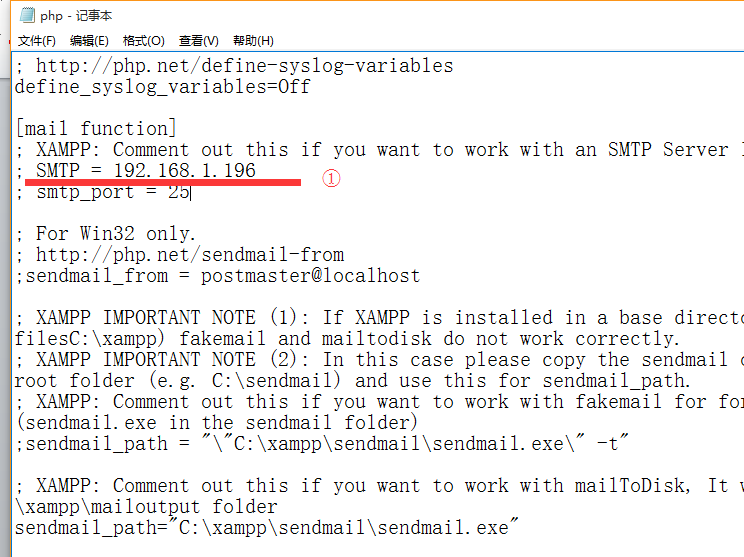 php - 记事本
文件(F) 编辑(E) 格式(O) 查看(V) 帮助(H)
; http://php.net/define-syslog-variables
define_syslog_variables=Off
[mail function]
; XAMPP: Comment out this if you want to work with an SMTP Server
; SMTP = 192.168.1.196
①
; smtp_port = 25
; For Win32 only.
; http://php.net/sendmail-from
;sendmail_from = postmaster@localhost
; XAMPP IMPORTANT NOTE (1): If XAMPP is installed in a base directo
filesC:\xampp) fakemail and mailtodisk do not work correctly.
; XAMPP IMPORTANT NOTE (2): In this case please copy the sendmail
root folder (e.g. C:\sendmail) and use this for sendmail_path.
; XAMPP: Comment out this if you want to work with fakemail for for
(sendmail.exe in the sendmail folder)
;sendmail_path = "\"C:\xampp\sendmail\sendmail.exe\" -t"
; XAMPP: Comment out this if you want to work with mailToDisk, It w
\xampp\mailoutput folder
sendmail_path="C:\xampp\sendmail\sendmail.exe"